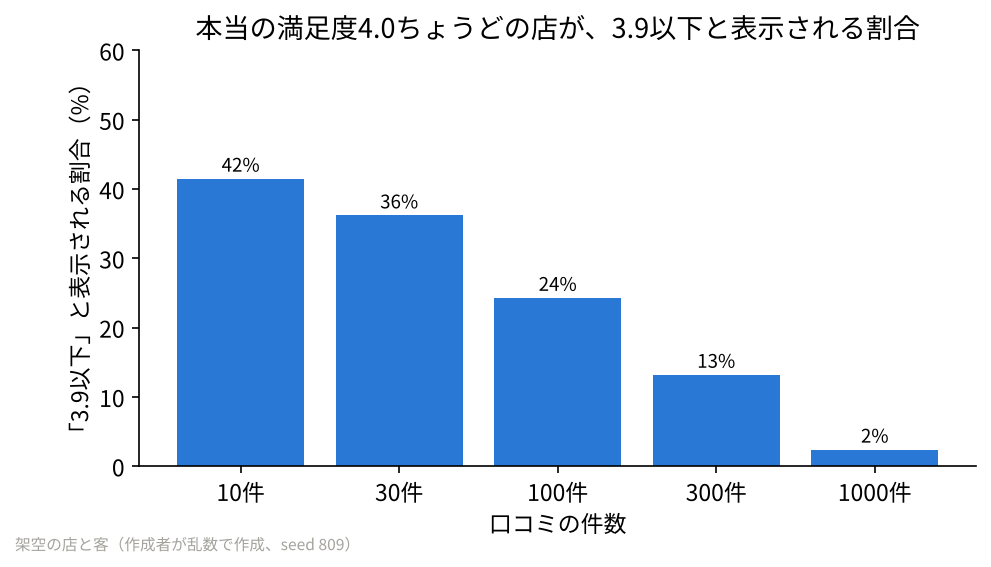 本当の満足度4.0ちょうどの店が、3.9以下と表示される割合
「3.9以下」と表示される割合（%）
60
50
40
30
20
10
0
42%
36%
24%
13%
2%
10件
30件
100件
300件
1000件
口コミの件数
架空の店と客（作成者が乱数で作成、seed 809）